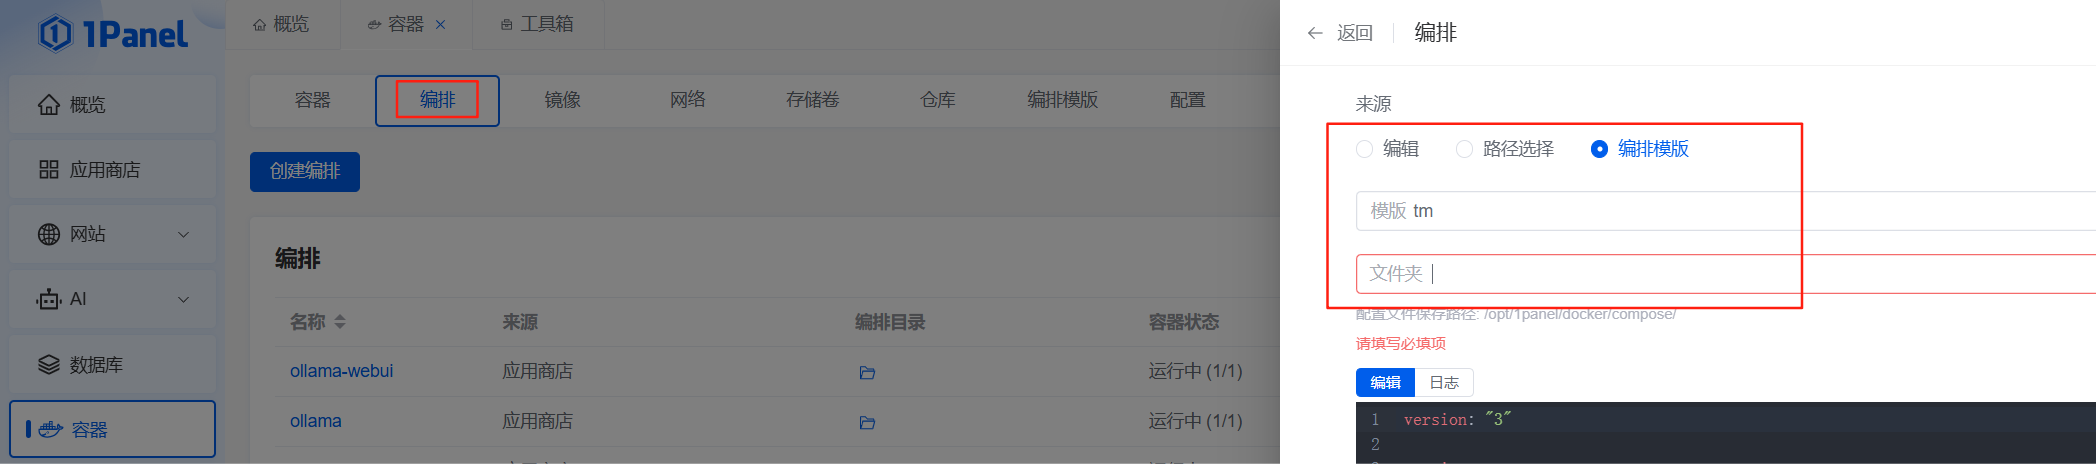 1Panel
概览
容器
工具箱
返回
编排
概览
应用商店
网站
AI
数据库
容器
容器
编排
镜像
网络
存储卷
仓库
编排模版
配置
创建编排
编排
名称
来源
编排目录
容器状态
ollama-webui
应用商店
运行中 (1/1)
ollama
应用商店
运行中 (1/1)
来源
编辑
路径选择
编排模版
模版 tm
文件夹
配置文件保存路径: /opt/1panel/docker/compose/
请填写必填项
编辑
日志
1 version: "3"
2